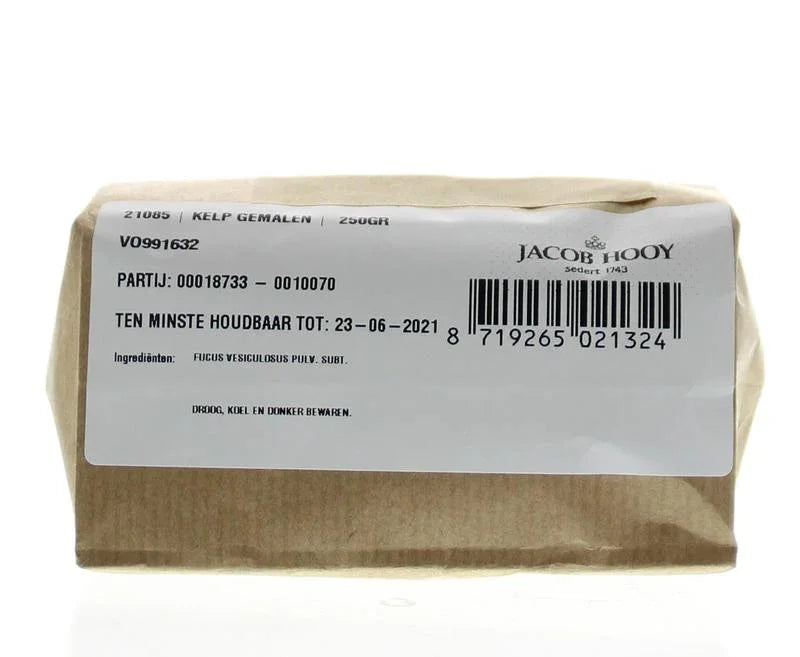 21085 | KELP GEMALEN | 250GR
VO991632
JACOB HOOY
sedert 1743
PARTIJ: 00018733 – 0010070
TEN MINSTE HOUDBAAR TOT: 23–06–2021
8 719265 021324
Ingrediënten: FUCUS VESICULOSUS PULV. SUBT.
DROOG, KOEL EN DONKER BEWAREN.